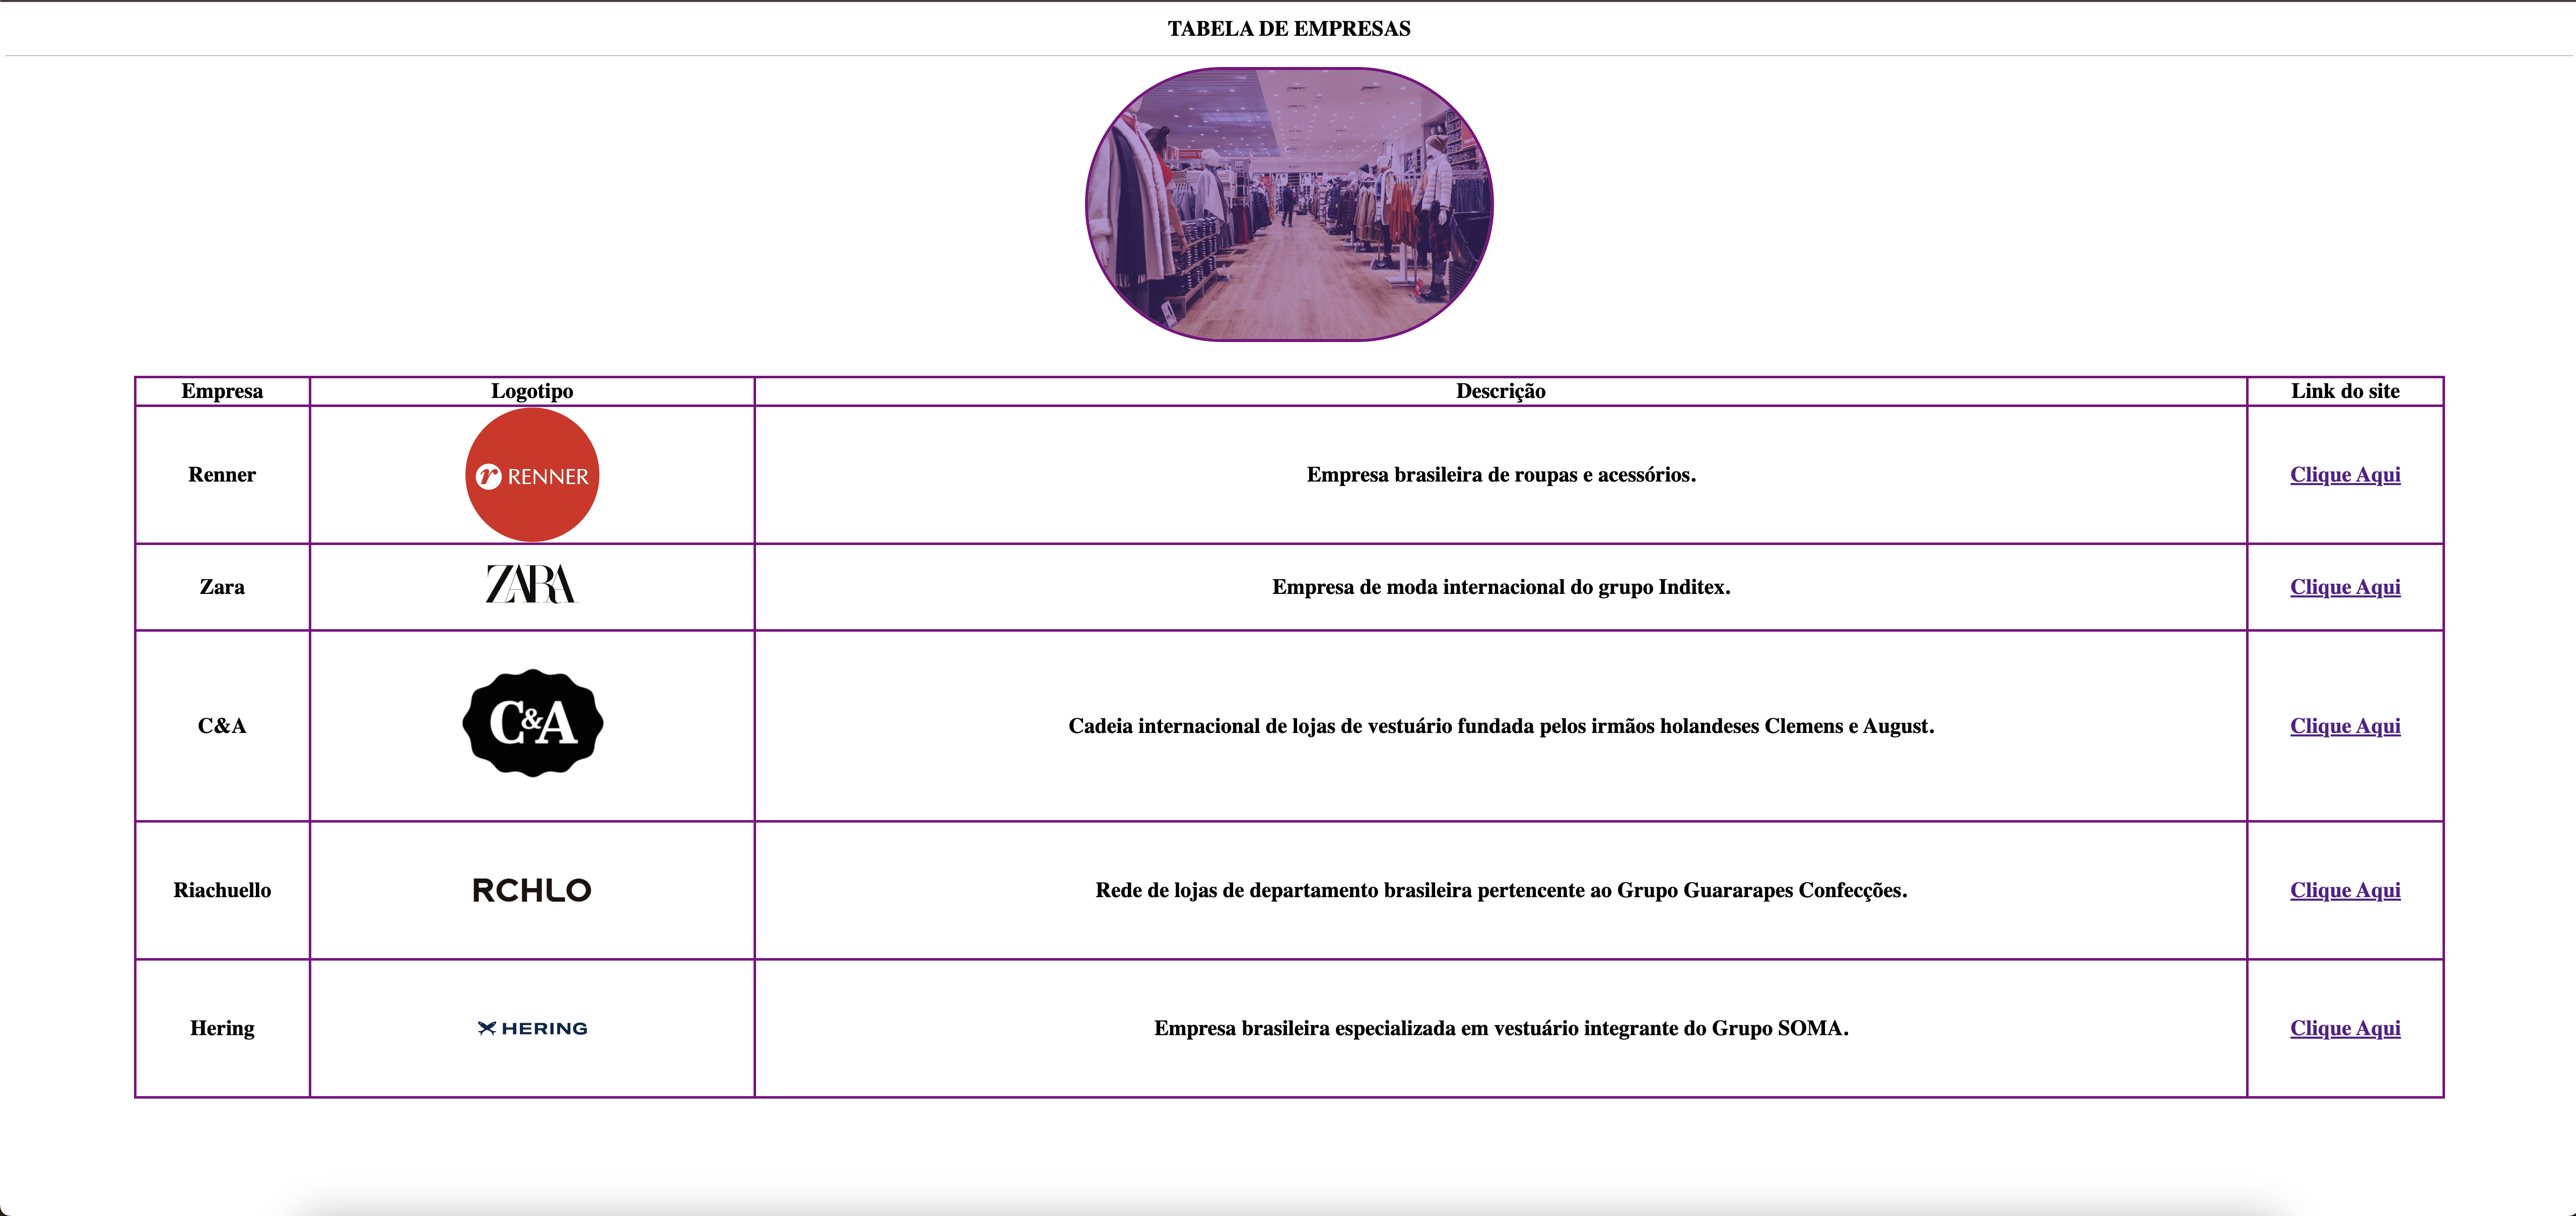 TABELA DE EMPRESAS
Empresa Logotipo Descrição Link do site
Renner r RENNER Empresa brasileira de roupas e acessórios. Clique Aqui
Zara ZARA Empresa de moda internacional do grupo Inditex. Clique Aqui
C&A C&A Cadeia internacional de lojas de vestuário fundada pelos irmãos holandeses Clemens e August. Clique Aqui
Riachuello RCHLO Rede de lojas de departamento brasileira pertencente ao Grupo Guararapes Confecções. Clique Aqui
Hering HERING Empresa brasileira especializada em vestuário integrante do Grupo SOMA. Clique Aqui